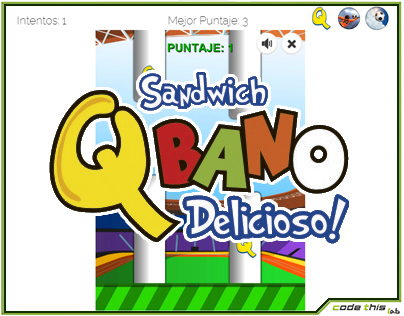 Intentos: 1
Mejor Puntaje: 3
PUNTAJE: 1
Sandwich
QBANO
Delicioso!
code this lab